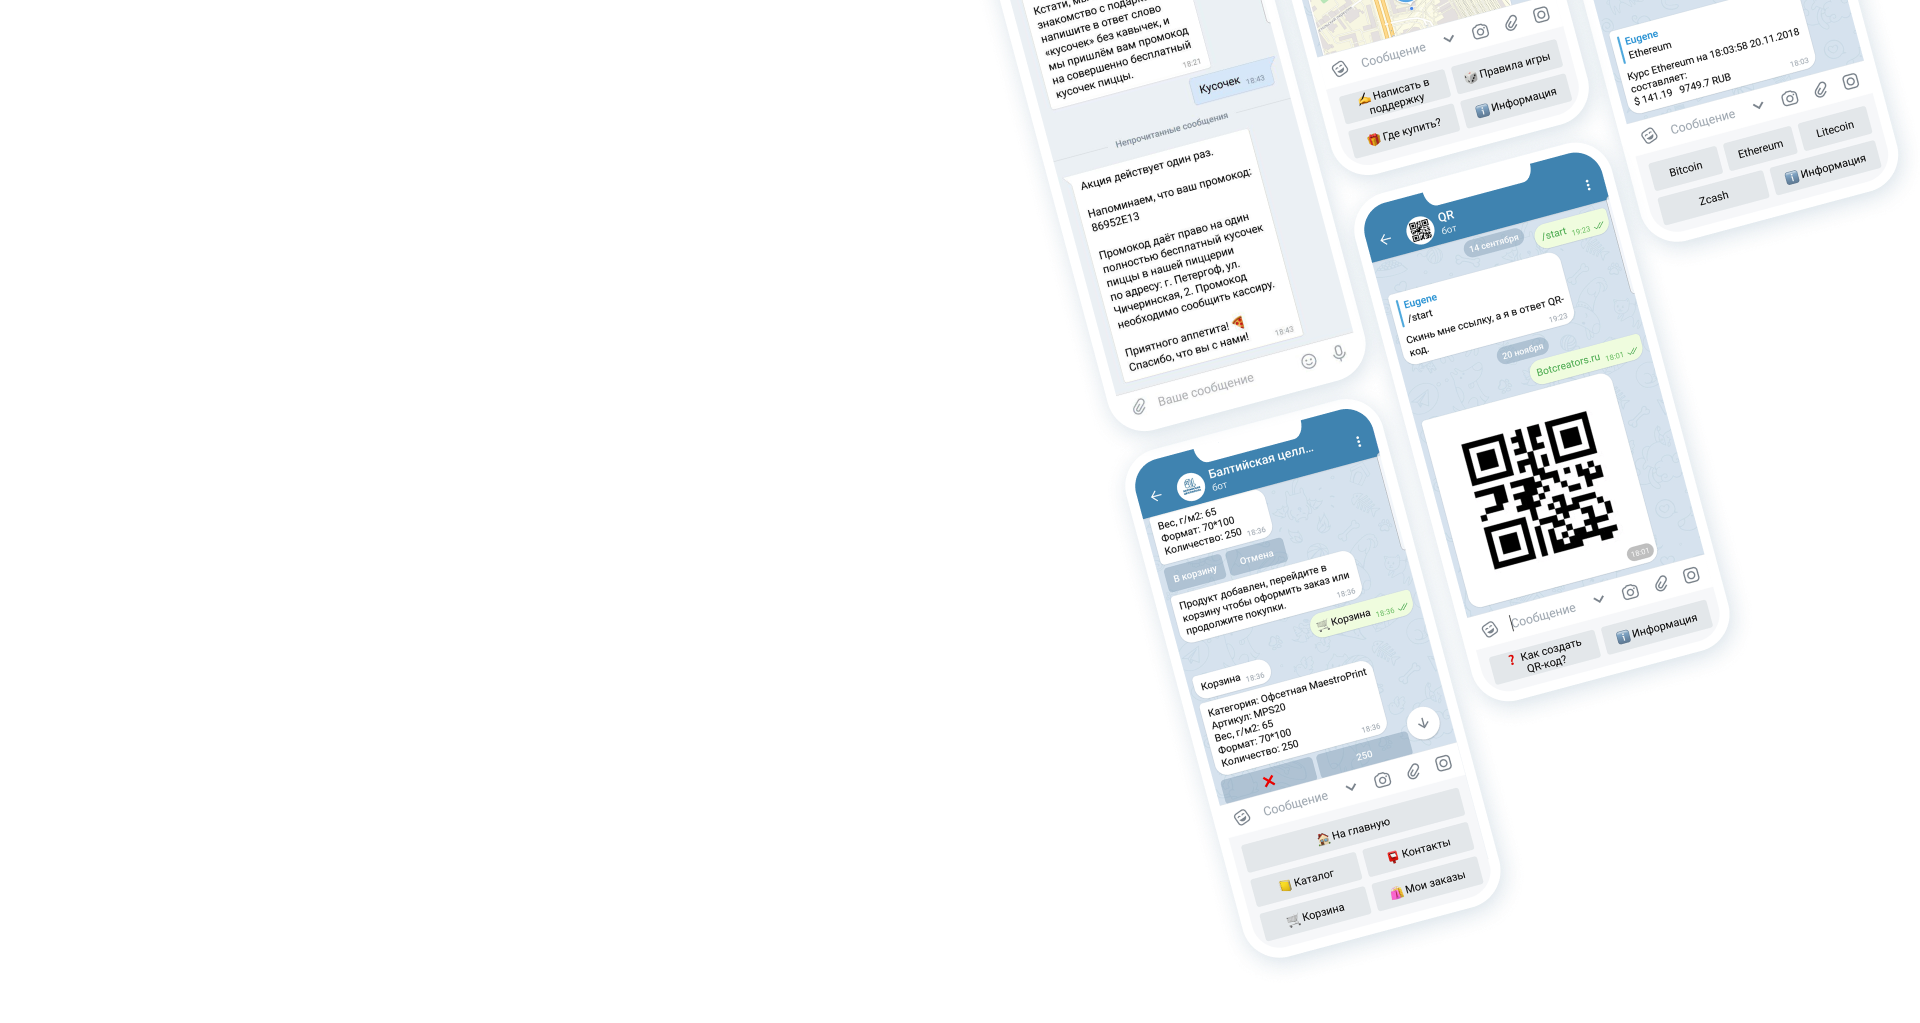 Кстати, мы
знакомство с подарк
напишите в ответ слово
«кусочек» без кавычек, и
мы пришлём вам промокод
на совершенно бесплатный
кусочек пиццы.
18:21
Кусочек 18:43
Непрочитанные сообщения
Акция действует один раз.
Напоминаем, что ваш промокод:
86952E13
Промокод даёт право на один
полностью бесплатный кусочек
пиццы в нашей пиццерии
по адресу: г. Петергоф, ул.
Чичеринская, 2. Промокод
необходимо сообщить кассиру.
Приятного аппетита! 🍕
Спасибо, что вы с нами!
18:43
Ваше сообщение
Сообщение
✍ Написать в
поддержку
🎲 Правила игры
🎁 Где купить?
ℹ Информация
Eugene
Ethereum
Курс Ethereum на 18:03:58 20.11.2018
составляет:
$ 141.19 9749.7 RUB
18:03
Сообщение
Bitcoin
Ethereum
Litecoin
Zcash
ℹ Информация
QR
бот
14 сентября
/start 19:23
Eugene
/start
Скинь мне ссылку, а я в ответ QR-
код.
19:23
20 ноября
Botcreators.ru 18:01
18:01
Сообщение
❓ Как создать
QR-код?
ℹ Информация
Балтийская целл...
бот
Вес, г/м2: 65
Формат: 70*100
Количество: 250 18:36
В корзину
Отмена
Продукт добавлен, перейдите в
корзину чтобы оформить заказ или
продолжите покупки.
18:36
🛒 Корзина 18:36
Корзина 18:36
Категория: Офсетная MaestroPrint
Артикул: MPS20
Вес, г/м2: 65
Формат: 70*100
Количество: 250
18:36
❌
250
Сообщение
🏠 На главную
📒 Каталог
📮 Контакты
🛒 Корзина
🛍 Мои заказы